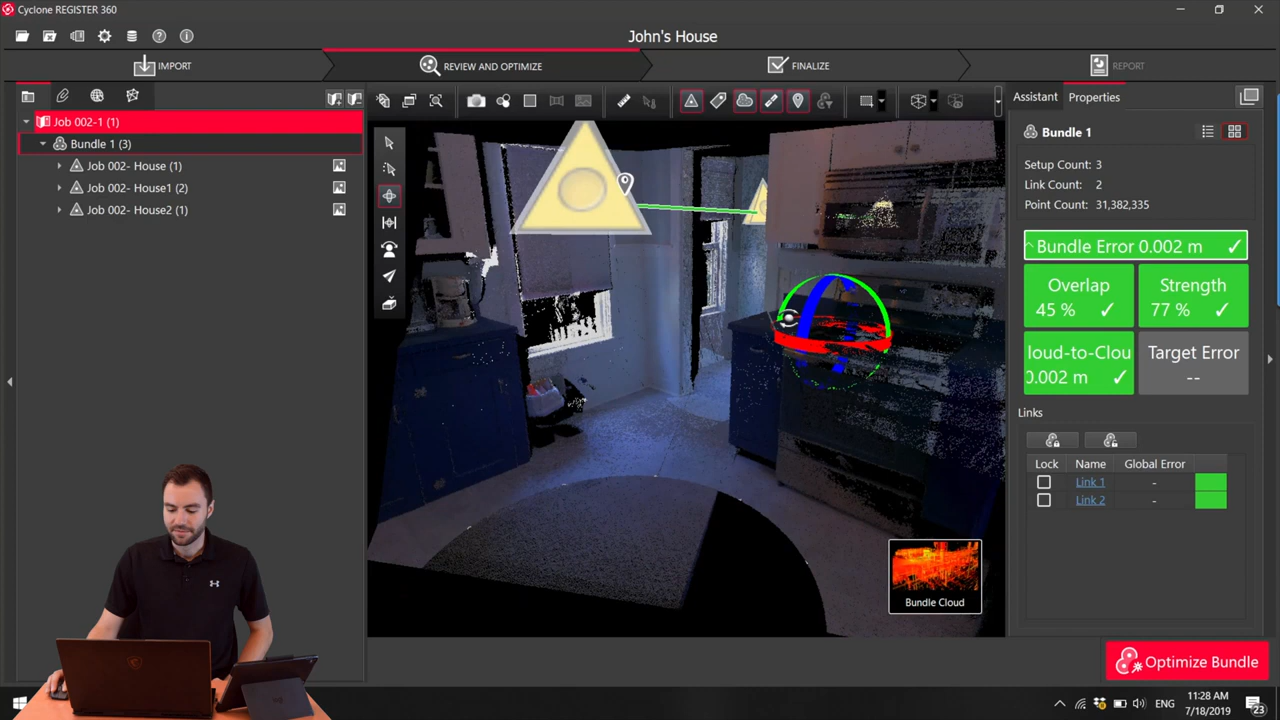 Cyclone REGISTER 360
John's House
IMPORT
REVIEW AND OPTIMIZE
FINALIZE
REPORT
Job 002-1 (1)
Bundle 1 (3)
Job 002- House (1)
Job 002- House1 (2)
Job 002- House2 (1)
Bundle Cloud
Assistant
Properties
Bundle 1
Setup Count: 3
Link Count: 2
Point Count: 31,382,335
Bundle Error 0.002 m
Overlap
45 %
Strength
77 %
loud-to-Clou
0.002 m
Target Error
--
Links
Lock Name Global Error
Link 1 -
Link 2 -
Optimize Bundle
ENG
11:28 AM
7/18/2019
23